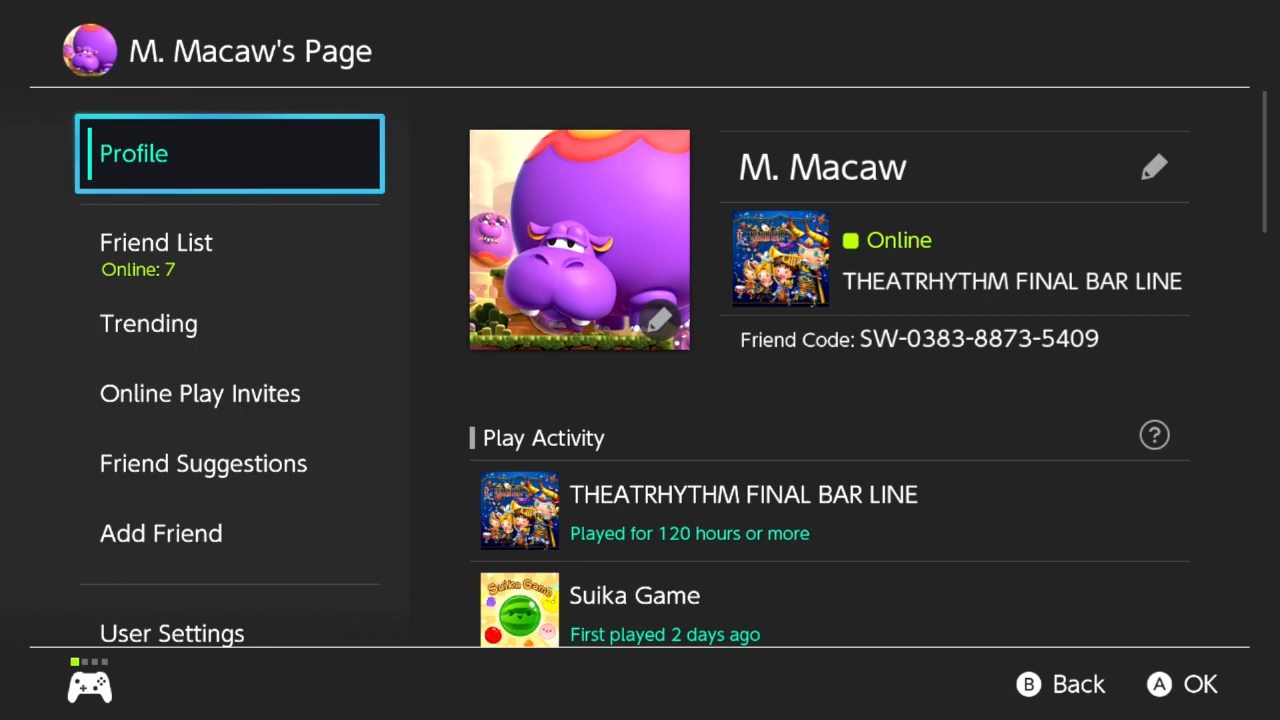 M. Macaw's Page
Profile
Friend List
Online: 7
Trending
Online Play Invites
Friend Suggestions
Add Friend
User Settings
M. Macaw
Online
THEATRHYTHM FINAL BAR LINE
Friend Code: SW-0383-8873-5409
Play Activity
?
THEATRHYTHM FINAL BAR LINE
Played for 120 hours or more
Suika Game
Suika Game
First played 2 days ago
B Back
A OK